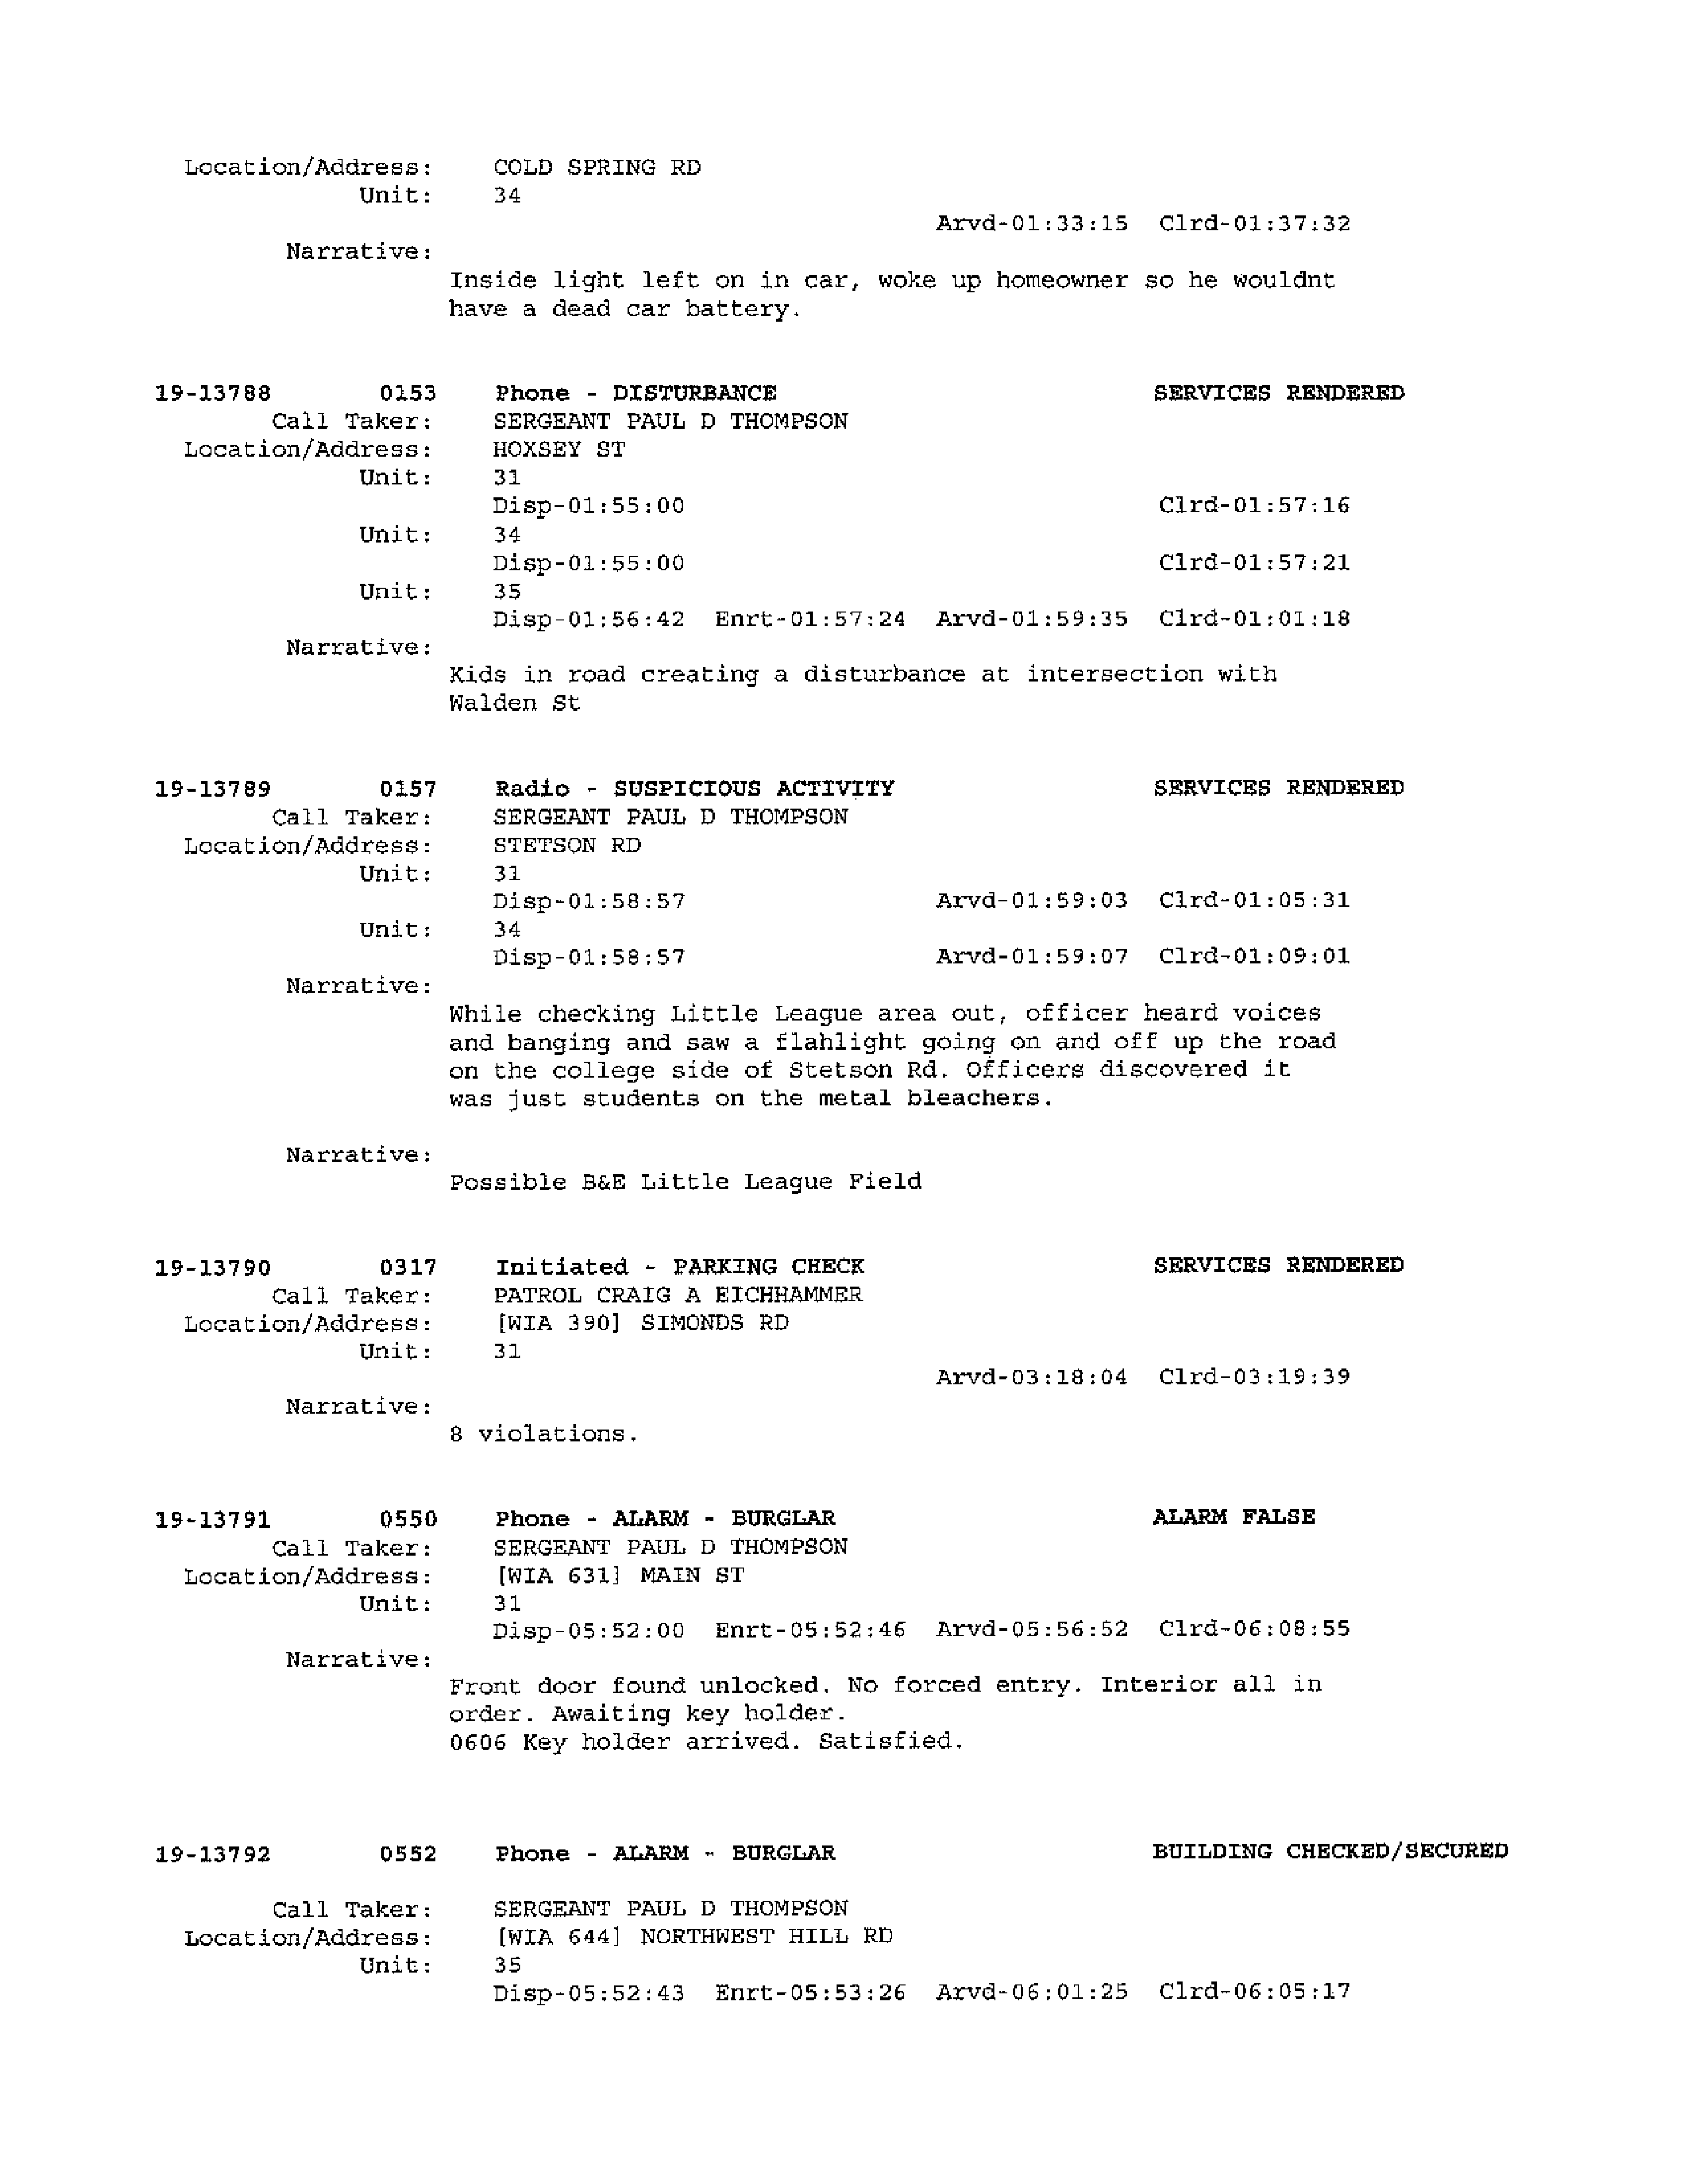 Location/Address: COLD SPRING RD
Unit: 34
Arvd-01:33:15 Clrd-01:37:32
Narrative:
Inside light left on in car, woke up homeowner so he wouldnt
have a dead car battery.
19-13788 0153 Phone - DISTURBANCE SERVICES RENDERED
Call Taker: SERGEANT PAUL D THOMPSON
Location/Address: HOXSEY ST
Unit: 31
Disp-01:55:00 Clrd-01:57:16
Unit: 34
Disp-01:55:00 Clrd-01:57:21
Unit: 35
Disp-01:56:42 Enrt-01:57:24 Arvd-01:59:35 Clrd-01:01:18
Narrative:
Kids in road creating a disturbance at intersection with
Walden St
19-13789 0157 Radio - SUSPICIOUS ACTIVITY SERVICES RENDERED
Call Taker: SERGEANT PAUL D THOMPSON
Location/Address: STETSON RD
Unit: 31
Disp-01:58:57 Arvd-01:59:03 Clrd-01:05:31
Unit: 34
Disp-01:58:57 Arvd-01:59:07 Clrd-01:09:01
Narrative:
While checking Little League area out, officer heard voices
and banging and saw a flahlight going on and off up the road
on the college side of Stetson Rd. Officers discovered it
was just students on the metal bleachers.
Narrative:
Possible B&E Little League Field
19-13790 0317 Initiated - PARKING CHECK SERVICES RENDERED
Call Taker: PATROL CRAIG A EICHHAMMER
Location/Address: [WIA 390] SIMONDS RD
Unit: 31
Arvd-03:18:04 Clrd-03:19:39
Narrative:
8 violations.
19-13791 0550 Phone - ALARM - BURGLAR ALARM FALSE
Call Taker: SERGEANT PAUL D THOMPSON
Location/Address: [WIA 631] MAIN ST
Unit: 31
Disp-05:52:00 Enrt-05:52:46 Arvd-05:56:52 Clrd-06:08:55
Narrative:
Front door found unlocked. No forced entry. Interior all in
order. Awaiting key holder.
0606 Key holder arrived. Satisfied.
19-13792 0552 Phone - ALARM - BURGLAR BUILDING CHECKED/SECURED
Call Taker: SERGEANT PAUL D THOMPSON
Location/Address: [WIA 644] NORTHWEST HILL RD
Unit: 35
Disp-05:52:43 Enrt-05:53:26 Arvd-06:01:25 Clrd-06:05:17